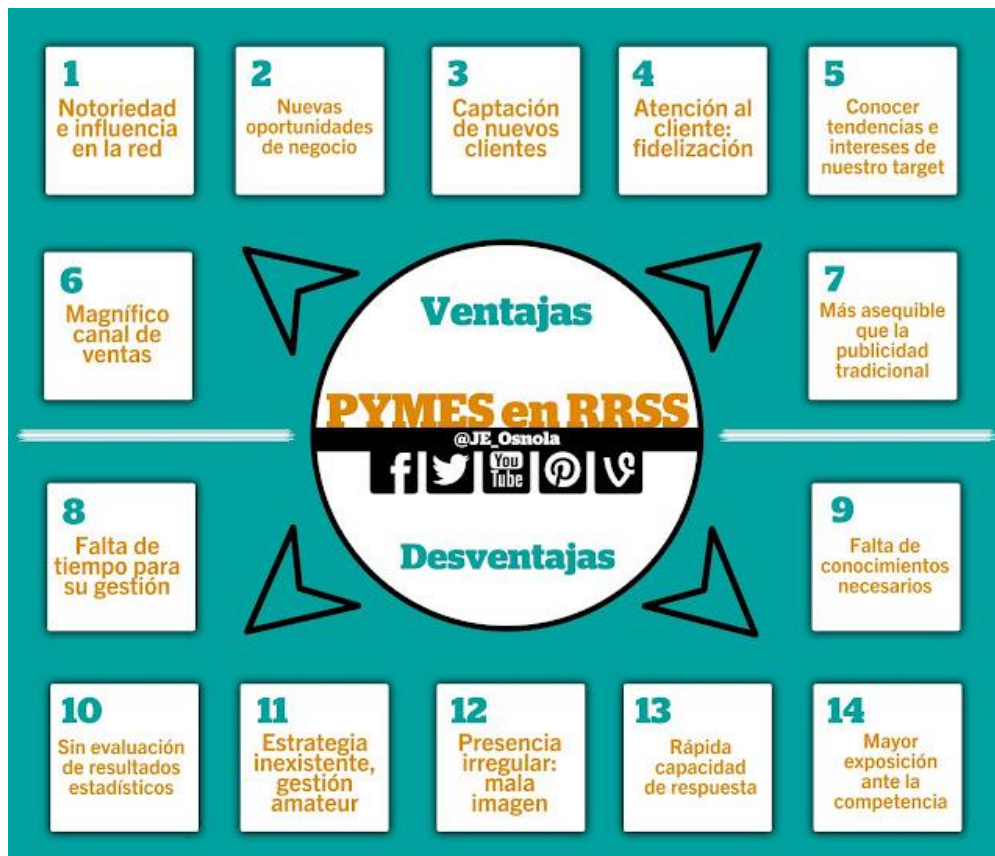 1
Notoriedad
e influencia
en la red
2
Nuevas
oportunidades
de negocio
3
Captación
de nuevos
clientes
4
Atención al
cliente:
fidelización
5
Conocer
tendencias e
intereses de
nuestro target
6
Magnífico
canal de
ventas
Ventajas
7
Más asequible
que la
publicidad
tradicional
PYMES en RRSS
@JE_Osnola
You
Tube
8
Falta de
tiempo para
su gestión
Desventajas
9
Falta de
conocimientos
necesarios
10
Sin evaluación
de resultados
estadísticos
11
Estrategia
inexistente,
gestión
amateur
12
Presencia
irregular:
mala
imagen
13
Rápida
capacidad
de respuesta
14
Mayor
exposición
ante la
competencia